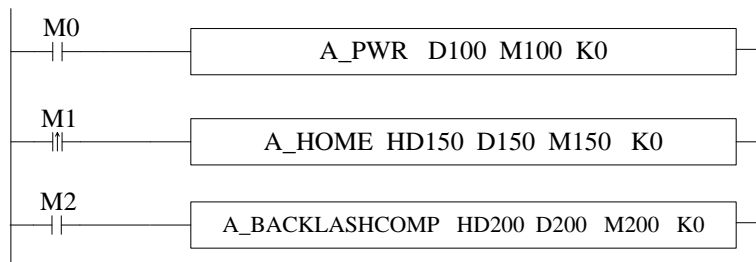 M0
A_PWR D100 M100 K0
M1
A_HOME HD150 D150 M150 K0
M2
A_BACKLASHCOMP HD200 D200 M200 K0